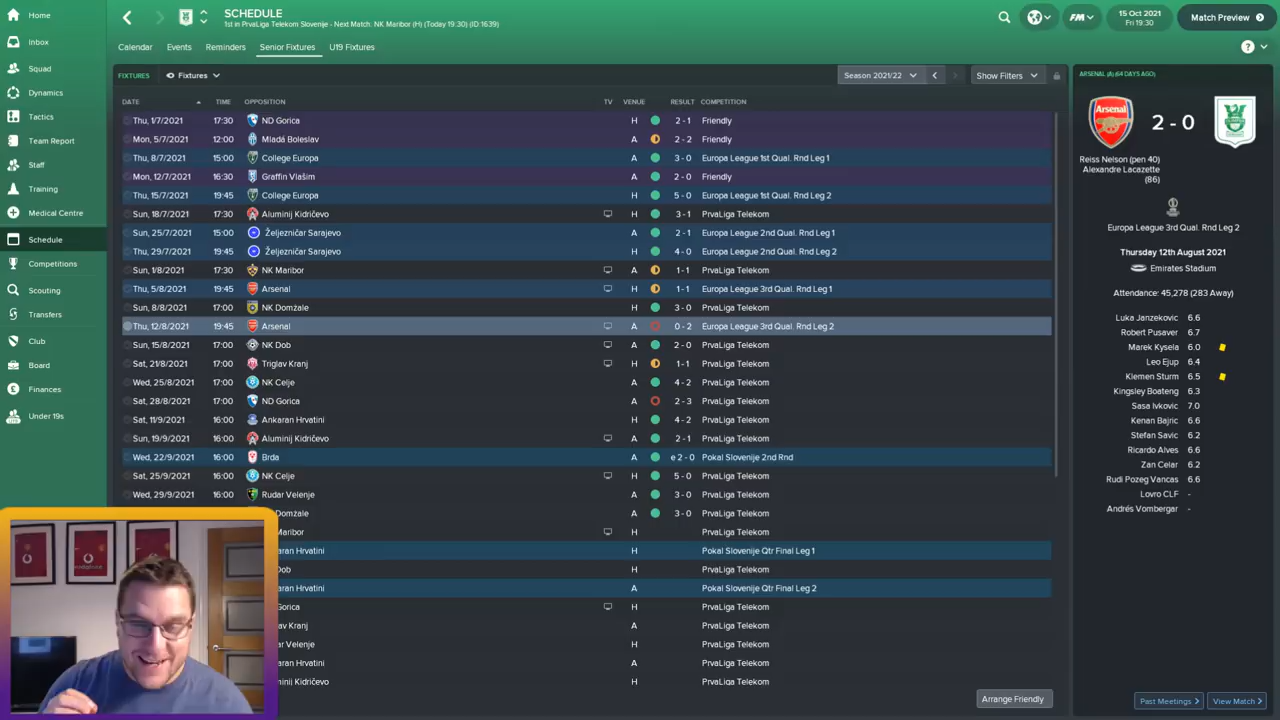 Home
Inbox
Squad
Dynamics
Tactics
Team Report
Staff
Training
Medical Centre
Schedule
Competitions
Scouting
Transfers
Club
Board
Finances
Under 19s
SCHEDULE
1st in PrvaLiga Telekom Slovenije - Next Match: NK Maribor (H) (Today 19:30) (ID:1639)
FM
15 Oct 2021
Fri 19:30
Match Preview
Calendar Events Reminders Senior Fixtures U19 Fixtures
?
FIXTURES Fixtures Season 2021/22 Show Filters
DATE TIME OPPOSITION TV VENUE RESULT COMPETITION
Thu, 1/7/2021 17:30 ND Gorica H 2 - 1 Friendly
Mon, 5/7/2021 12:00 Mladá Boleslav A 2 - 2 Friendly
Thu, 8/7/2021 15:00 College Europa A 3 - 0 Europa League 1st Qual. Rnd Leg 1
Mon, 12/7/2021 16:30 Graffin Vlašim A 2 - 0 Friendly
Thu, 15/7/2021 19:45 College Europa H 5 - 0 Europa League 1st Qual. Rnd Leg 2
Sun, 18/7/2021 17:30 Aluminij Kidričevo H 3 - 1 PrvaLiga Telekom
Sun, 25/7/2021 15:00 Željezničar Sarajevo A 2 - 1 Europa League 2nd Qual. Rnd Leg 1
Thu, 29/7/2021 19:45 Željezničar Sarajevo H 4 - 0 Europa League 2nd Qual. Rnd Leg 2
Sun, 1/8/2021 17:30 NK Maribor A 1 - 1 PrvaLiga Telekom
Thu, 5/8/2021 19:45 Arsenal H 1 - 1 Europa League 3rd Qual. Rnd Leg 1
Sun, 8/8/2021 17:00 NK Domžale H 3 - 0 PrvaLiga Telekom
Thu, 12/8/2021 19:45 Arsenal A 0 - 2 Europa League 3rd Qual. Rnd Leg 2
Sun, 15/8/2021 17:00 NK Dob A 2 - 0 PrvaLiga Telekom
Sat, 21/8/2021 17:00 Triglav Kranj H 1 - 1 PrvaLiga Telekom
Wed, 25/8/2021 17:00 NK Celje A 4 - 2 PrvaLiga Telekom
Sat, 28/8/2021 17:00 ND Gorica A 2 - 3 PrvaLiga Telekom
Sat, 11/9/2021 16:00 Ankaran Hrvatini H 4 - 2 PrvaLiga Telekom
Sun, 19/9/2021 16:00 Aluminij Kidričevo A 2 - 1 PrvaLiga Telekom
Wed, 22/9/2021 16:00 Brda A e 2 - 0 Pokal Slovenije 2nd Rnd
Sat, 25/9/2021 16:00 NK Celje H 5 - 0 PrvaLiga Telekom
Wed, 29/9/2021 16:00 Rudar Velenje A 3 - 0 PrvaLiga Telekom
Domžale A 3 - 0 PrvaLiga Telekom
Maribor H PrvaLiga Telekom
aran Hrvatini H Pokal Slovenije Qtr Final Leg 1
Dob H PrvaLiga Telekom
aran Hrvatini A Pokal Slovenije Qtr Final Leg 2
Gorica H PrvaLiga Telekom
av Kranj A PrvaLiga Telekom
ar Velenje H PrvaLiga Telekom
aran Hrvatini A PrvaLiga Telekom
minij Kidričevo H PrvaLiga Telekom
Arrange Friendly
ARSENAL (A) (64 DAYS AGO)
Arsenal
2 - 0
Reiss Nelson (pen 40)
Alexandre Lacazette
(86)
Europa League 3rd Qual. Rnd Leg 2
Thursday 12th August 2021
Emirates Stadium
Attendance: 45,278 (283 Away)
Luka Janzekovic 6.6
Robert Pusaver 6.7
Marek Kysela 6.0
Leo Ejup 6.4
Klemen Sturm 6.5
Kingsley Boateng 6.3
Sasa Ivkovic 7.0
Kenan Bajric 6.6
Stefan Savic 6.2
Ricardo Alves 6.6
Zan Celar 6.2
Rudi Pozeg Vancas 6.6
Lovro CLF -
Andrés Vombergar -
Past Meetings View Match
vodafone